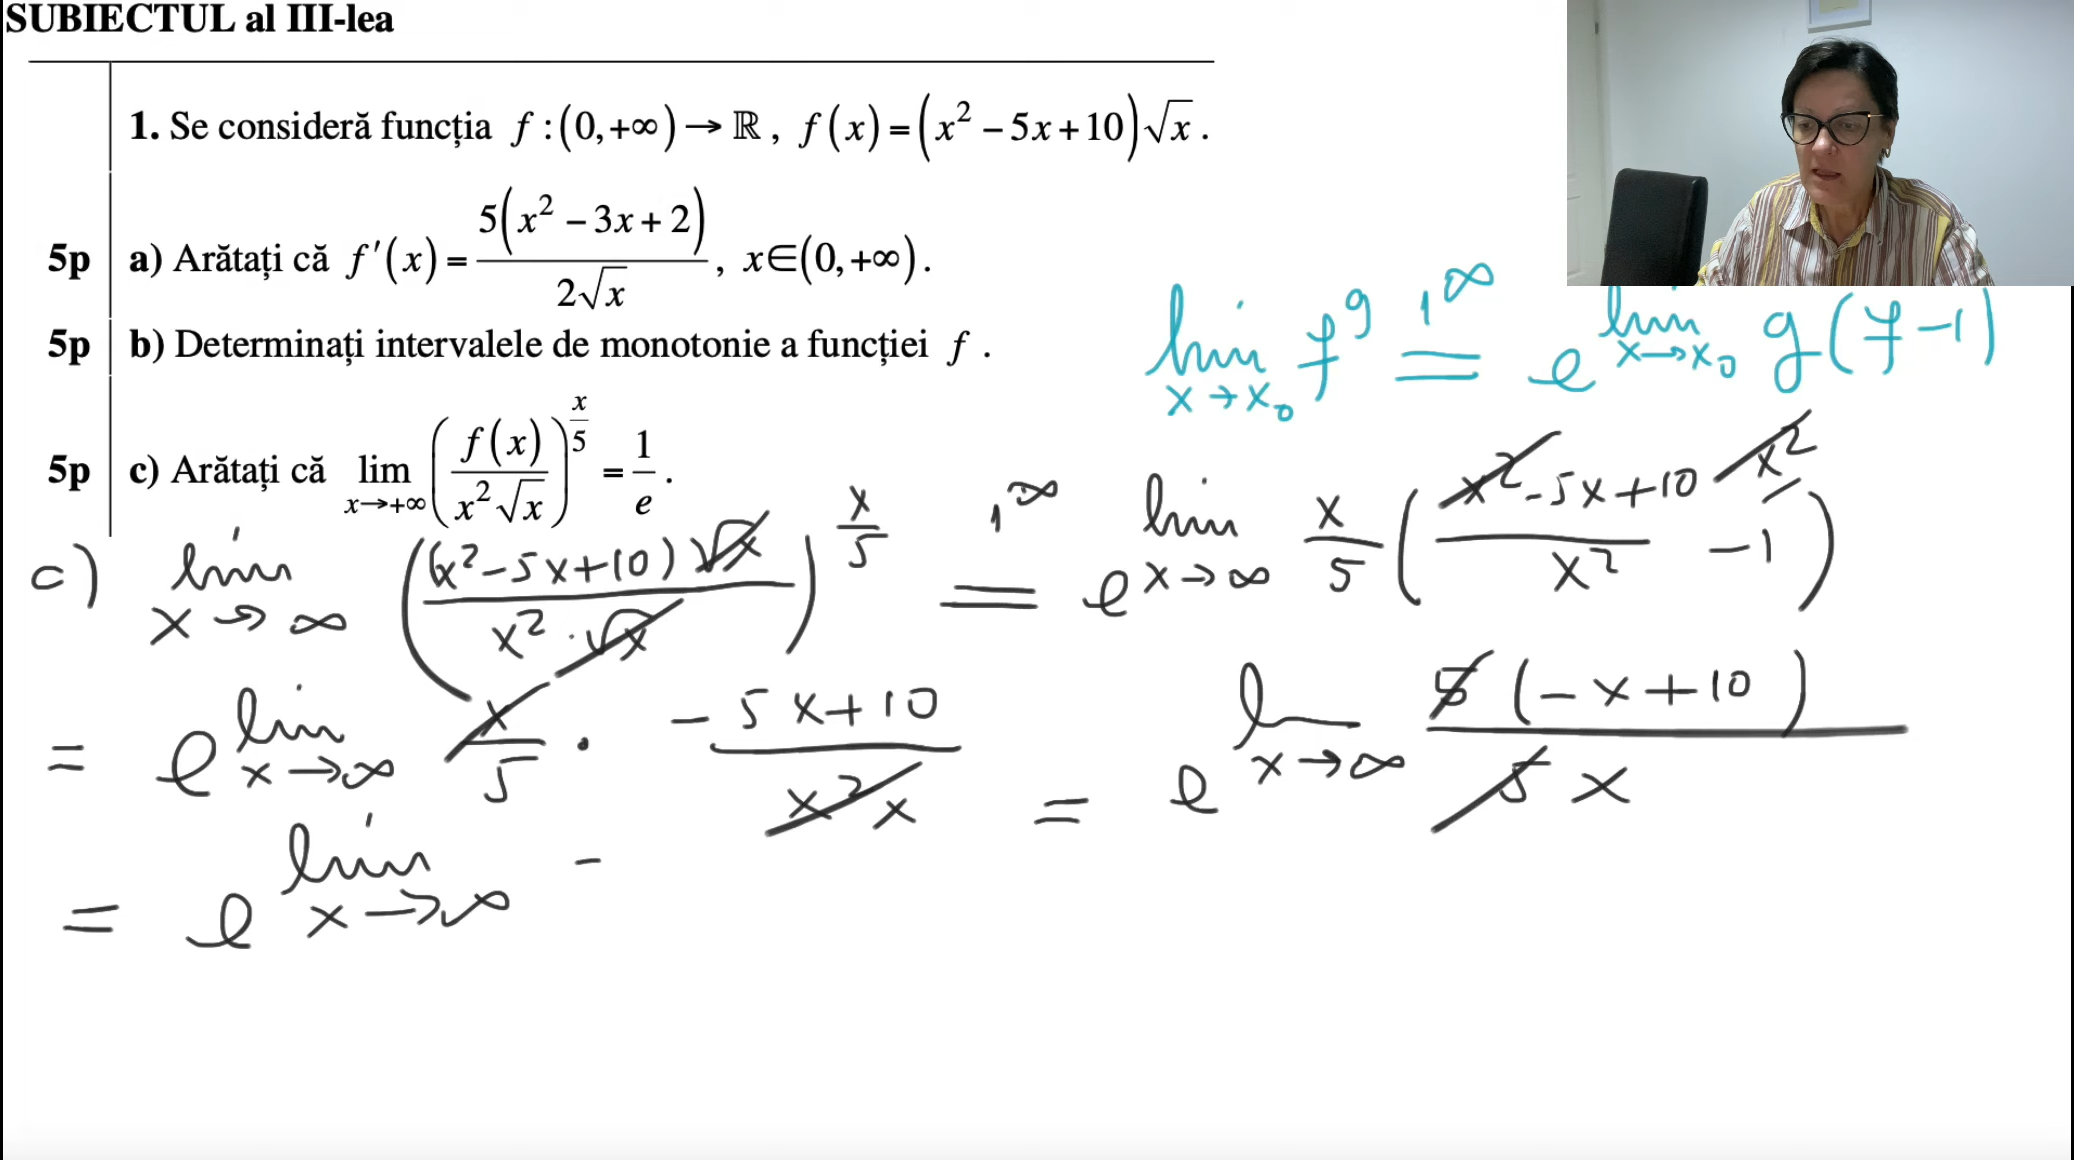 SUBIECTUL al III-lea
1. Se consideră funcția f : (0, +∞) → ℝ, f(x) = (x² − 5x + 10)√x.
5p a) Arătați că f'(x) = 5(x² − 3x + 2) / 2√x, x∈(0, +∞).
5p b) Determinați intervalele de monotonie a funcției f.
5p c) Arătați că lim x→+∞ (f(x) / x²√x)^(x/5) = 1/e.
lim x→x₀ f^g 1^∞ = e^(lim x→x₀ g(f−1))
c) lim x→∞ ((x²−5x+10)√x / x²·√x)^(x/5) 1^∞ = e^(lim x→∞ x/5 ((x²−5x+10−x²) / x² −1))
= e^(lim x→∞ x/5 · (−5x+10) / x² x) = e^(lim x→∞ 5(−x+10) / 5x)
= e^(lim x→∞ −